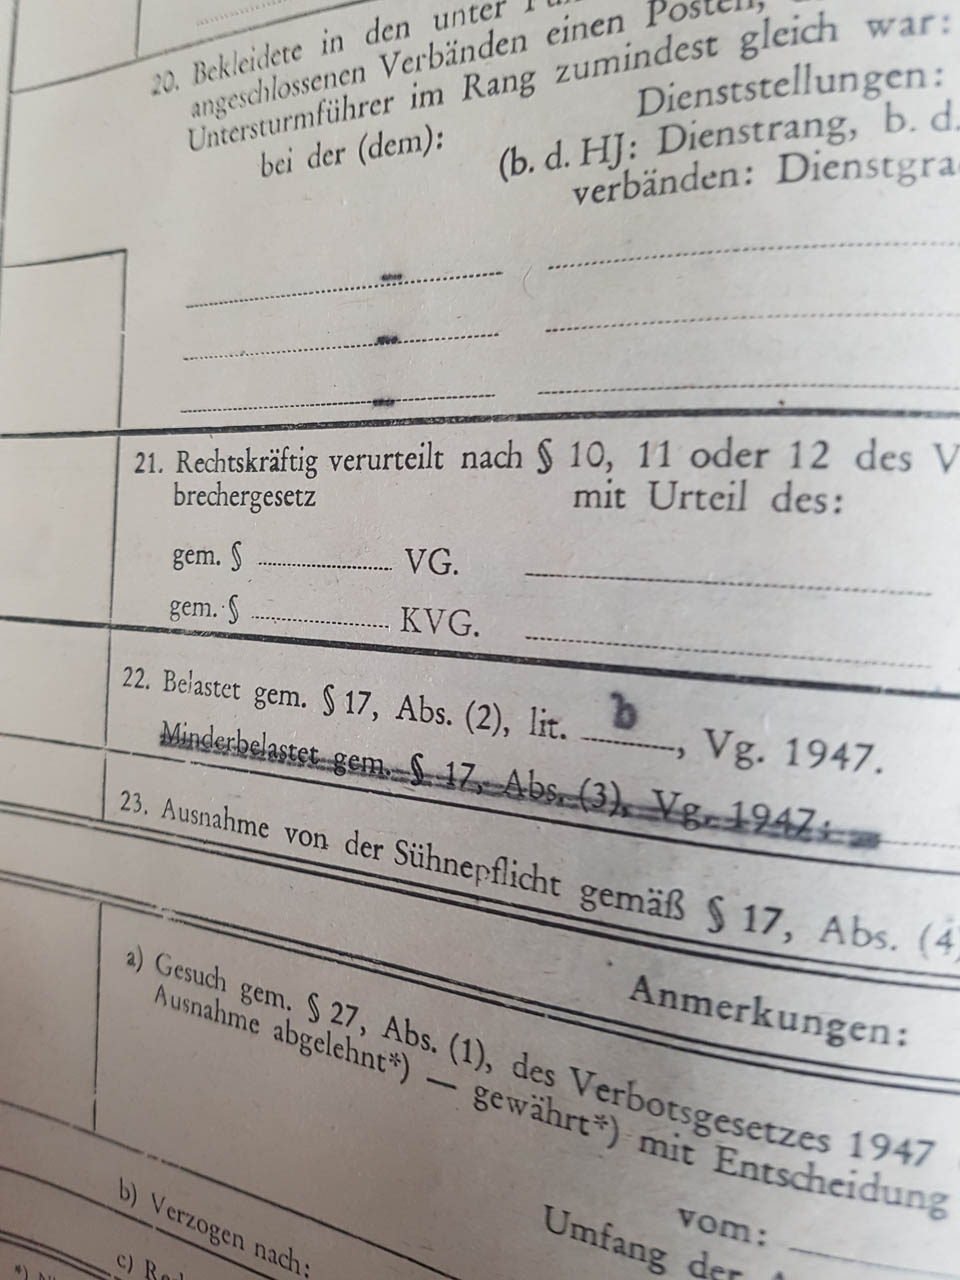 20. Bekleidete in den unter
angeschlossenen Verbänden einen Posten,
Untersturmführer im Rang zumindest gleich war:
bei der (dem): Dienststellungen:
(b. d. HJ: Dienstrang, b. d.
verbänden: Dienstgra
21. Rechtskräftig verurteilt nach § 10, 11 oder 12 des V
brechergesetz mit Urteil des:
gem. § VG.
gem. § KVG.
22. Belastet gem. § 17, Abs. (2), lit. b, Vg. 1947.
Minderbelastet gem. § 17, Abs. (3), Vg. 1947:
23. Ausnahme von der Sühnepflicht gemäß § 17, Abs. (4)
Anmerkungen:
a) Gesuch gem. § 27, Abs. (1), des Verbotsgesetzes 1947
Ausnahme abgelehnt*) — gewährt*) mit Entscheidung
vom:
b) Verzogen nach:
Umfang der
c)